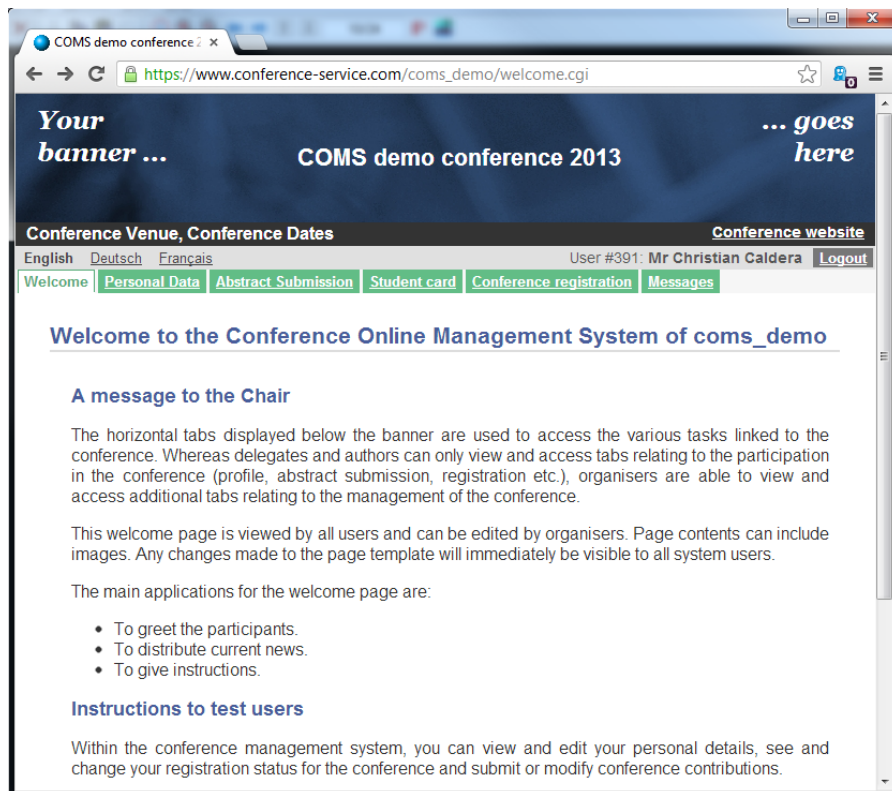 COMS demo conference 2
https://www.conference-service.com/coms_demo/welcome.cgi
0
Your
banner ...
COMS demo conference 2013
... goes
here
Conference Venue, Conference Dates
Conference website
English Deutsch Français
User #391: Mr Christian Caldera Logout
Welcome Personal Data Abstract Submission Student card Conference registration Messages
Welcome to the Conference Online Management System of coms_demo
A message to the Chair
The horizontal tabs displayed below the banner are used to access the various tasks linked to the
conference. Whereas delegates and authors can only view and access tabs relating to the participation
in the conference (profile, abstract submission, registration etc.), organisers are able to view and
access additional tabs relating to the management of the conference.
This welcome page is viewed by all users and can be edited by organisers. Page contents can include
images. Any changes made to the page template will immediately be visible to all system users.
The main applications for the welcome page are:
• To greet the participants.
• To distribute current news.
• To give instructions.
Instructions to test users
Within the conference management system, you can view and edit your personal details, see and
change your registration status for the conference and submit or modify conference contributions.